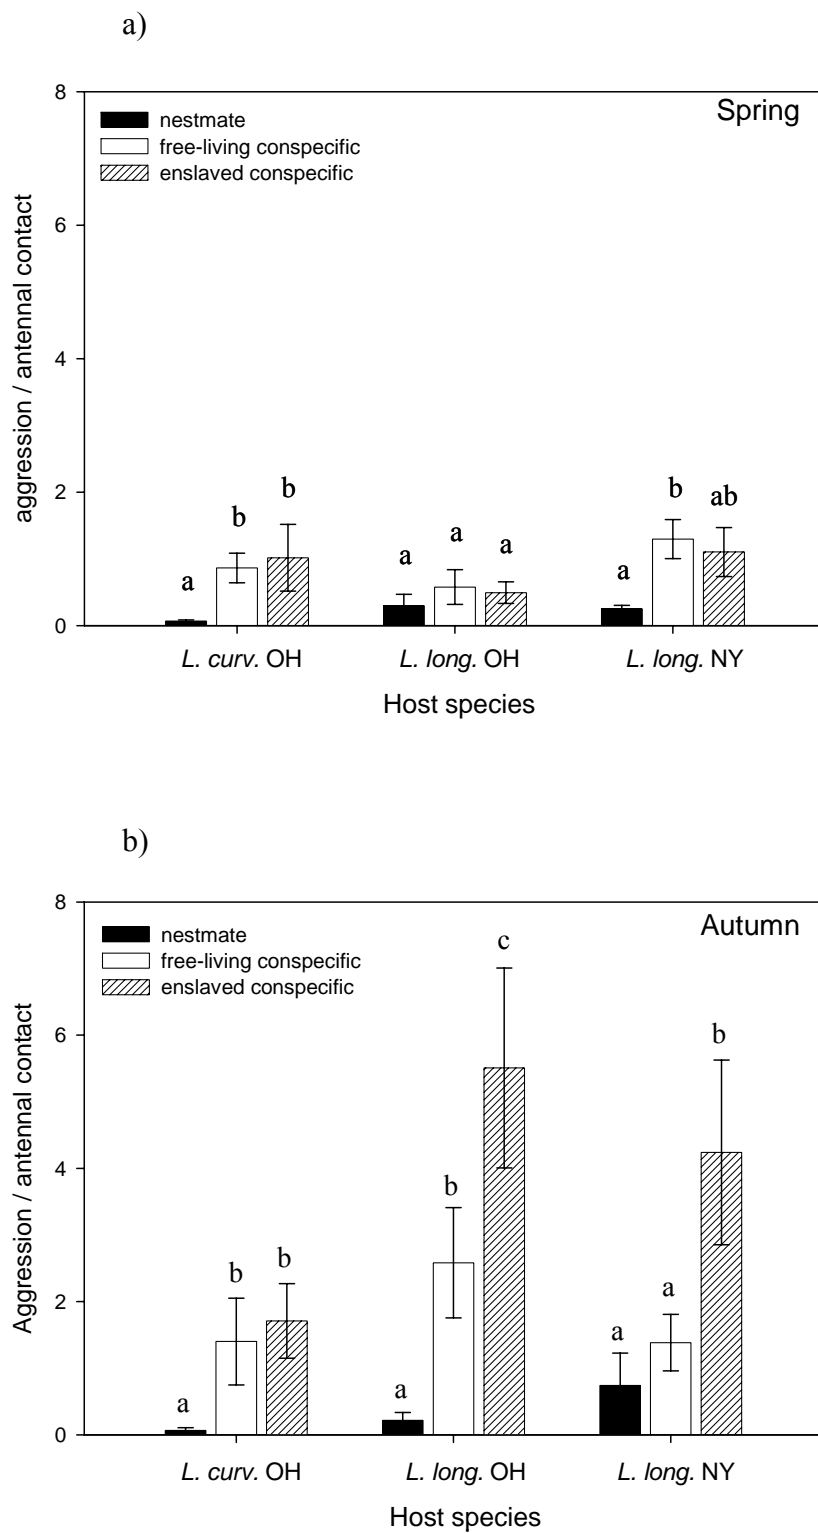 a)
8
Spring
nestmate
free-living conspecific
enslaved conspecific
6
4
2
0
aggression / antennal contact
a b b
a a a
a b ab
L. curv. OH L. long. OH L. long. NY
Host species
b)
8
Autumn
nestmate
free-living conspecific
enslaved conspecific
6
4
2
0
Aggression / antennal contact
a b b
a b c
a a b
L. curv. OH L. long. OH L. long. NY
Host species